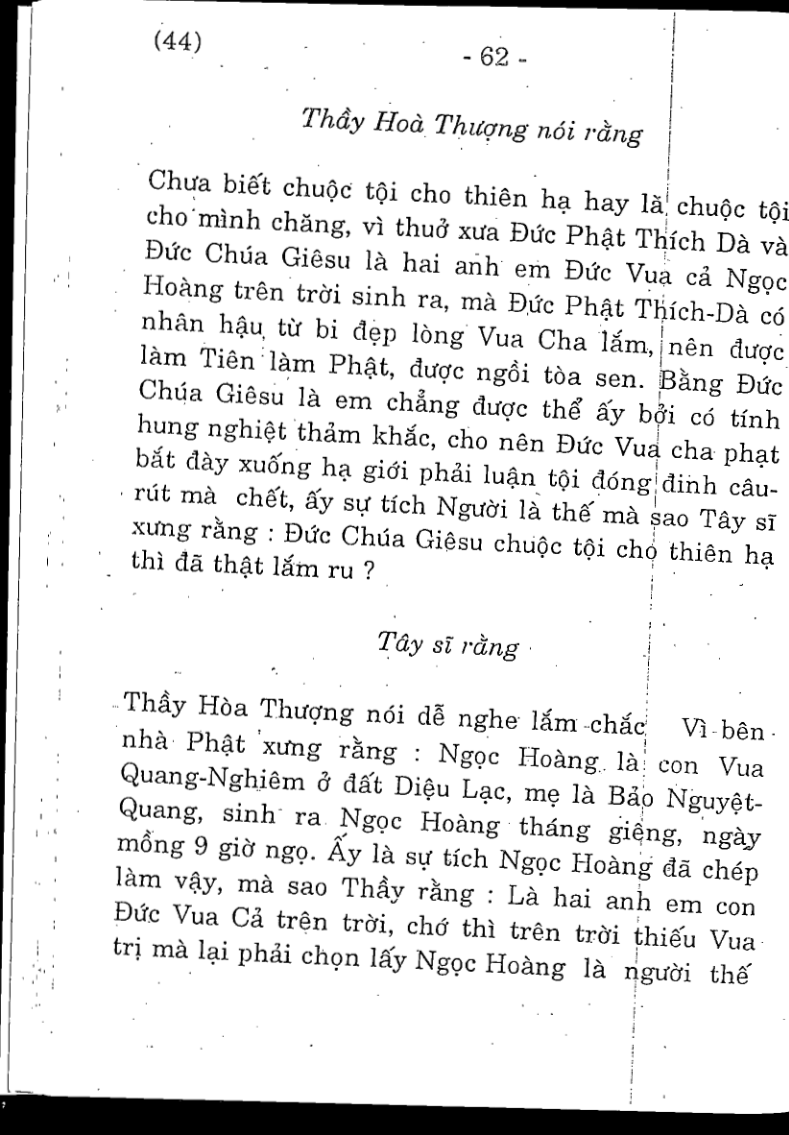 (44)
- 62 -
Thầy Hoà Thượng nói rằng
Chưa biết chuộc tội cho thiên hạ hay lã chuộc tội
cho mình chăng, vì thuở xưa Đức Phật Thích Dà và
Đức Chúa Giêsu là hai anh em Đức Vua cả Ngọc
Hoàng trên trời sinh ra, mà Đức Phật Thích-Dà có
nhân hậu từ bi đẹp lòng Vua Cha lắm, nên được
làm Tiên làm Phật, được ngồi tòa sen. Bằng Đức
Chúa Giêsu là em chẳng được thể ấy bởi có tính
hung nghiệt thảm khắc, cho nên Đức Vua cha phạt
bắt đày xuống hạ giới phải luận tội đóng đinh câu-
rút mà chết, ấy sự tích Người là thế mà sao Tây sĩ
xưng rằng : Đức Chúa Giêsu chuộc tội cho thiên hạ
thì đã thật lắm ru ?
Tây sĩ rằng
Thầy Hòa Thượng nói dễ nghe lắm chắc Vì bên
nhà Phật xưng rằng : Ngọc Hoàng là con Vua
Quang-Nghiêm ở đất Diệu Lạc, mẹ là Bảo Nguyệt-
Quang, sinh ra Ngọc Hoàng tháng giêng, ngày
mồng 9 giờ ngọ. Ấy là sự tích Ngọc Hoàng đã chép
làm vậy, mà sao Thầy rằng : Là hai anh em con
Đức Vua Cả trên trời, chớ thì trên trời thiếu Vua
trị mà lại phải chọn lấy Ngọc Hoàng là người thế